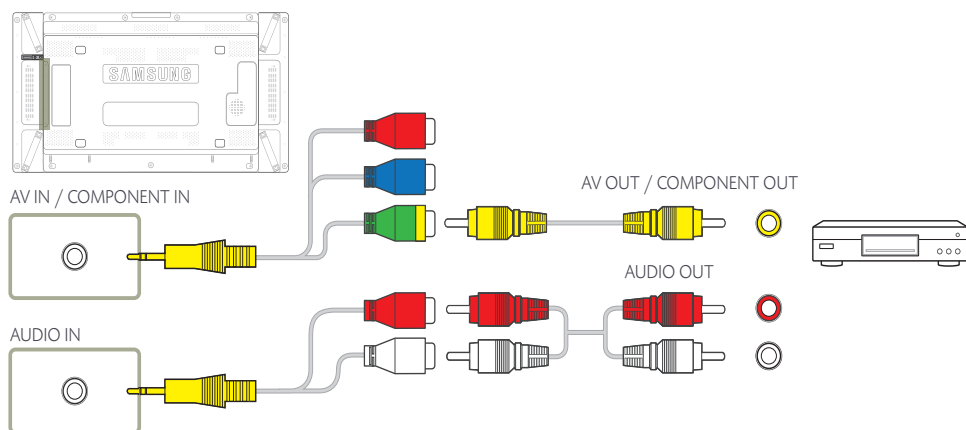 SAMSUNG
AV IN / COMPONENT IN
AV OUT / COMPONENT OUT
AUDIO OUT
AUDIO IN